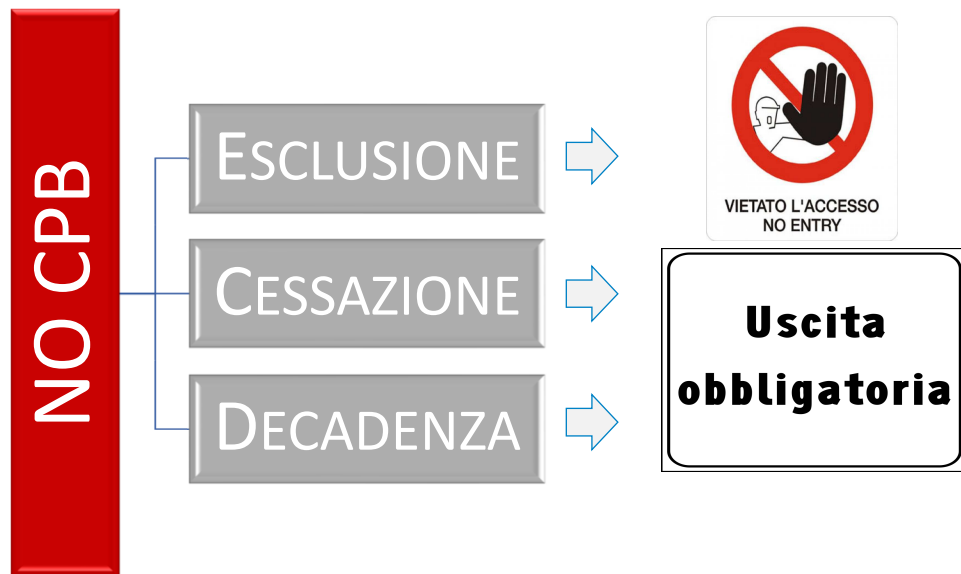 NO CPB
ESCLUSIONE
VIETATO L'ACCESSO
NO ENTRY
CESSAZIONE
Uscita
obbligatoria
DECADENZA